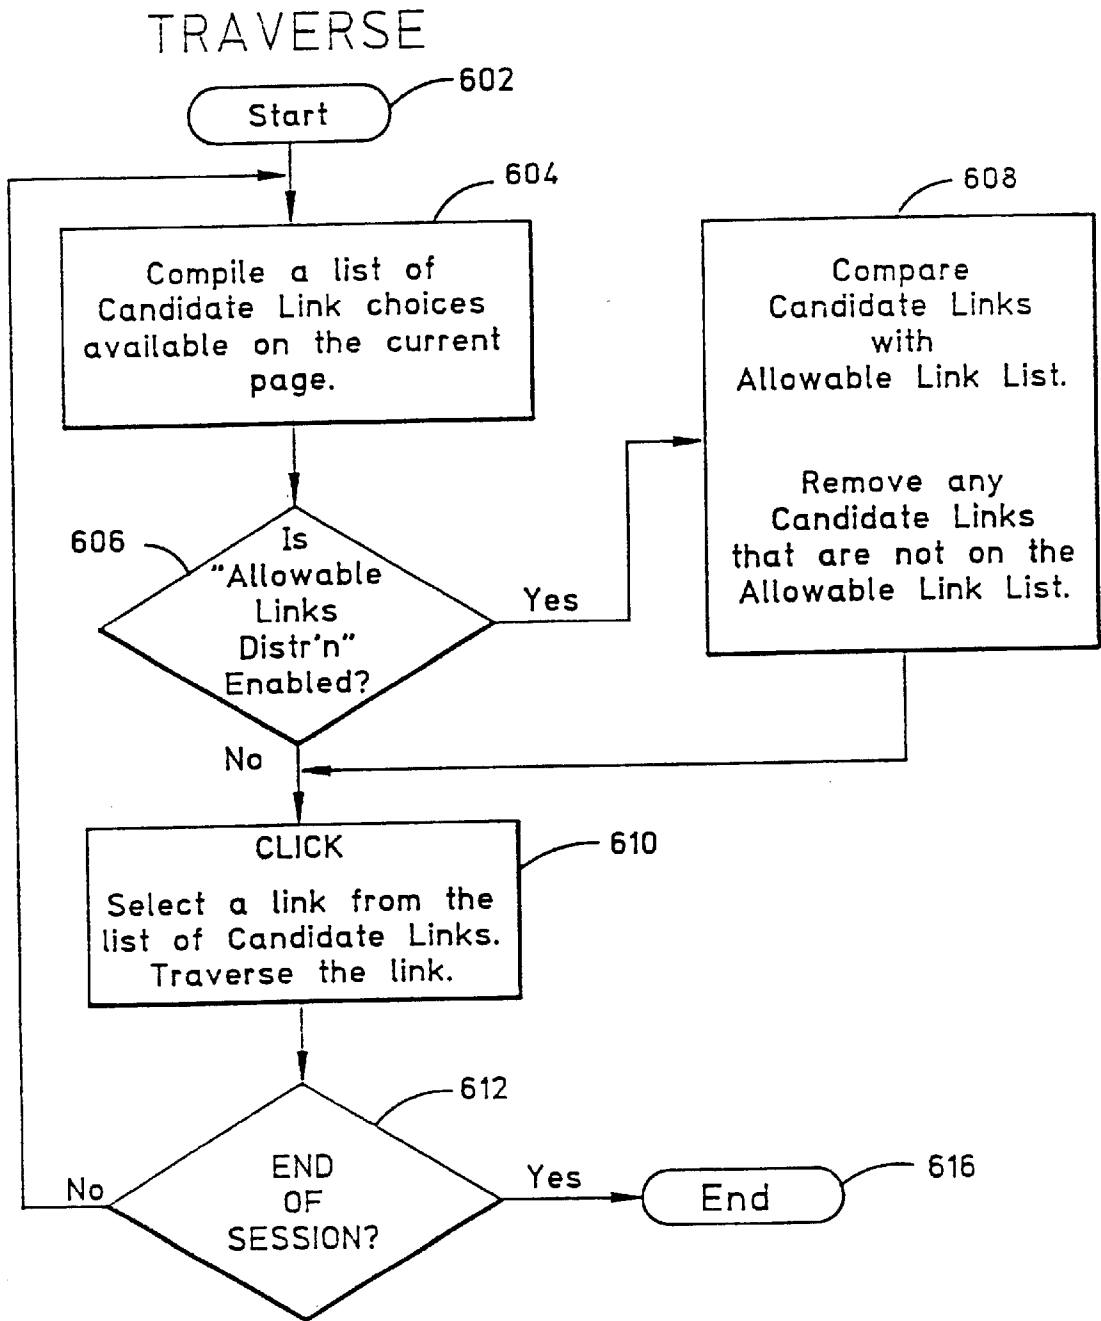 TRAVERSE
602
Start
604
Compile a list of
Candidate Link choices
available on the current
page.
608
Compare
Candidate Links
with
Allowable Link List.
Remove any
Candidate Links
that are not on the
Allowable Link List.
606
Is
"Allowable
Links
Distr'n"
Enabled?
Yes
No
610
CLICK
Select a link from the
list of Candidate Links.
Traverse the link.
612
END
OF
SESSION?
No
Yes
616
End